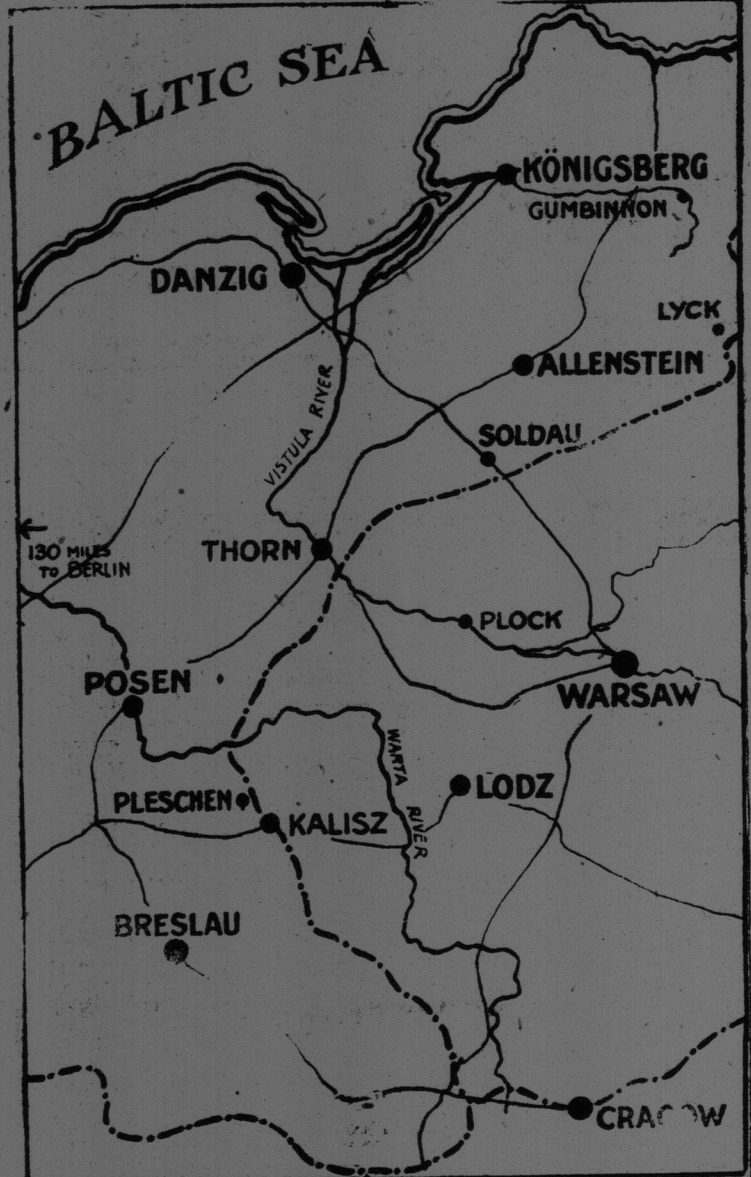 BALTIC SEA
KÖNIGSBERG
GUMBINNON
DANZIG
LYCK
ALLENSTEIN
VISTULA RIVER
SOLDAU
130 MILES
TO BERLIN
THORN
PLOCK
POSEN
WARSAW
WARTA RIVER
PLESCHEN
LODZ
KALISZ
BRESLAU
CRACOW